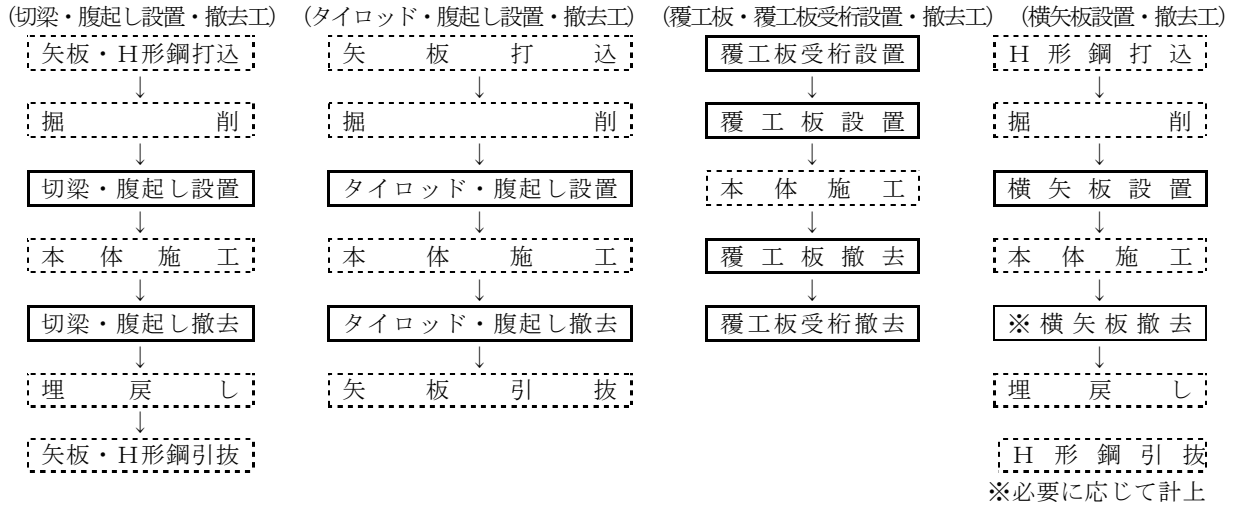 (切梁・腹起し設置・撤去工)
矢板・Ｈ形鋼打込
↓
掘削
↓
切梁・腹起し設置
↓
本体施工
↓
切梁・腹起し撤去
↓
埋戻し
↓
矢板・Ｈ形鋼引抜
(タイロッド・腹起し設置・撤去工)
矢板打込
↓
掘削
↓
タイロッド・腹起し設置
↓
本体施工
↓
タイロッド・腹起し撤去
↓
矢板引抜
(覆工板・覆工板受桁設置・撤去工)
覆工板受桁設置
↓
覆工板設置
↓
本体施工
↓
覆工板撤去
↓
覆工板受桁撤去
(横矢板設置・撤去工)
Ｈ形鋼打込
↓
掘削
↓
横矢板設置
↓
本体施工
↓
※横矢板撤去
↓
埋戻し
Ｈ形鋼引抜
※必要に応じて計上